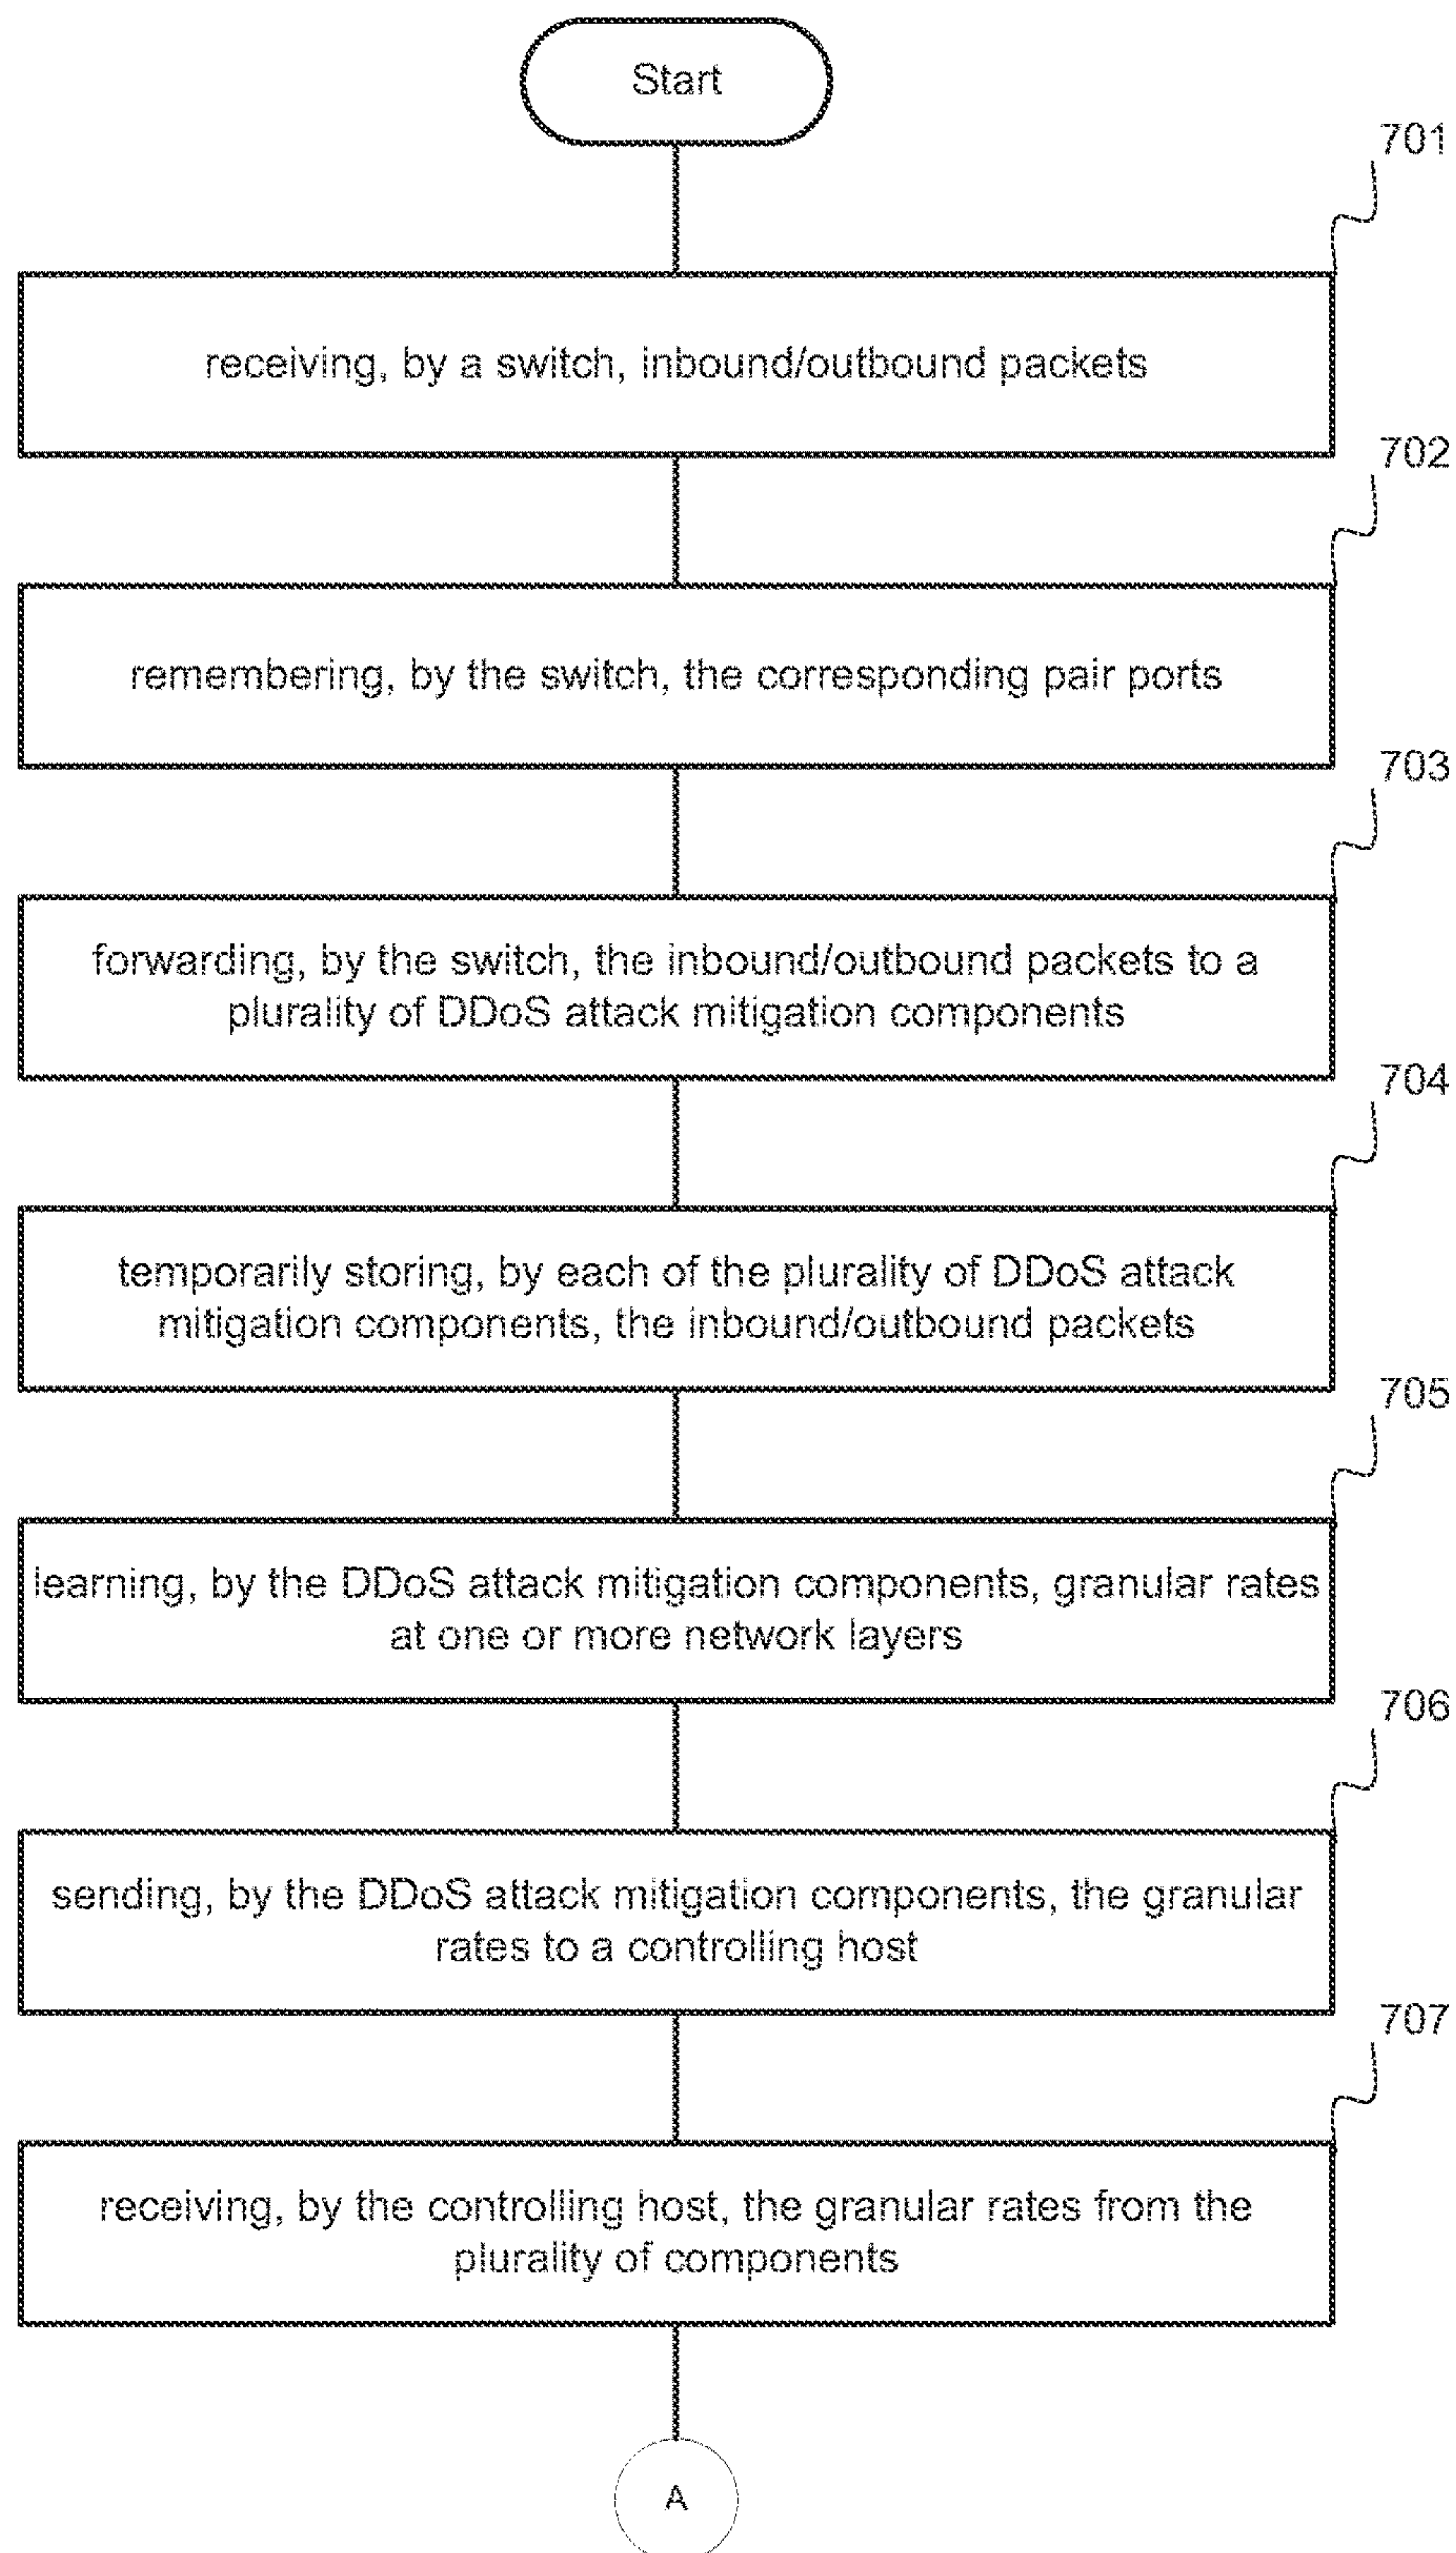 Start
701
receiving, by a switch, inbound/outbound packets
702
remembering, by the switch, the corresponding pair ports
703
forwarding, by the switch, the inbound/outbound packets to a
plurality of DDoS attack mitigation components
704
temporarily storing, by each of the plurality of DDoS attack
mitigation components, the inbound/outbound packets
705
learning, by the DDoS attack mitigation components, granular rates
at one or more network layers
706
sending, by the DDoS attack mitigation components, the granular
rates to a controlling host
707
receiving, by the controlling host, the granular rates from the
plurality of components
A